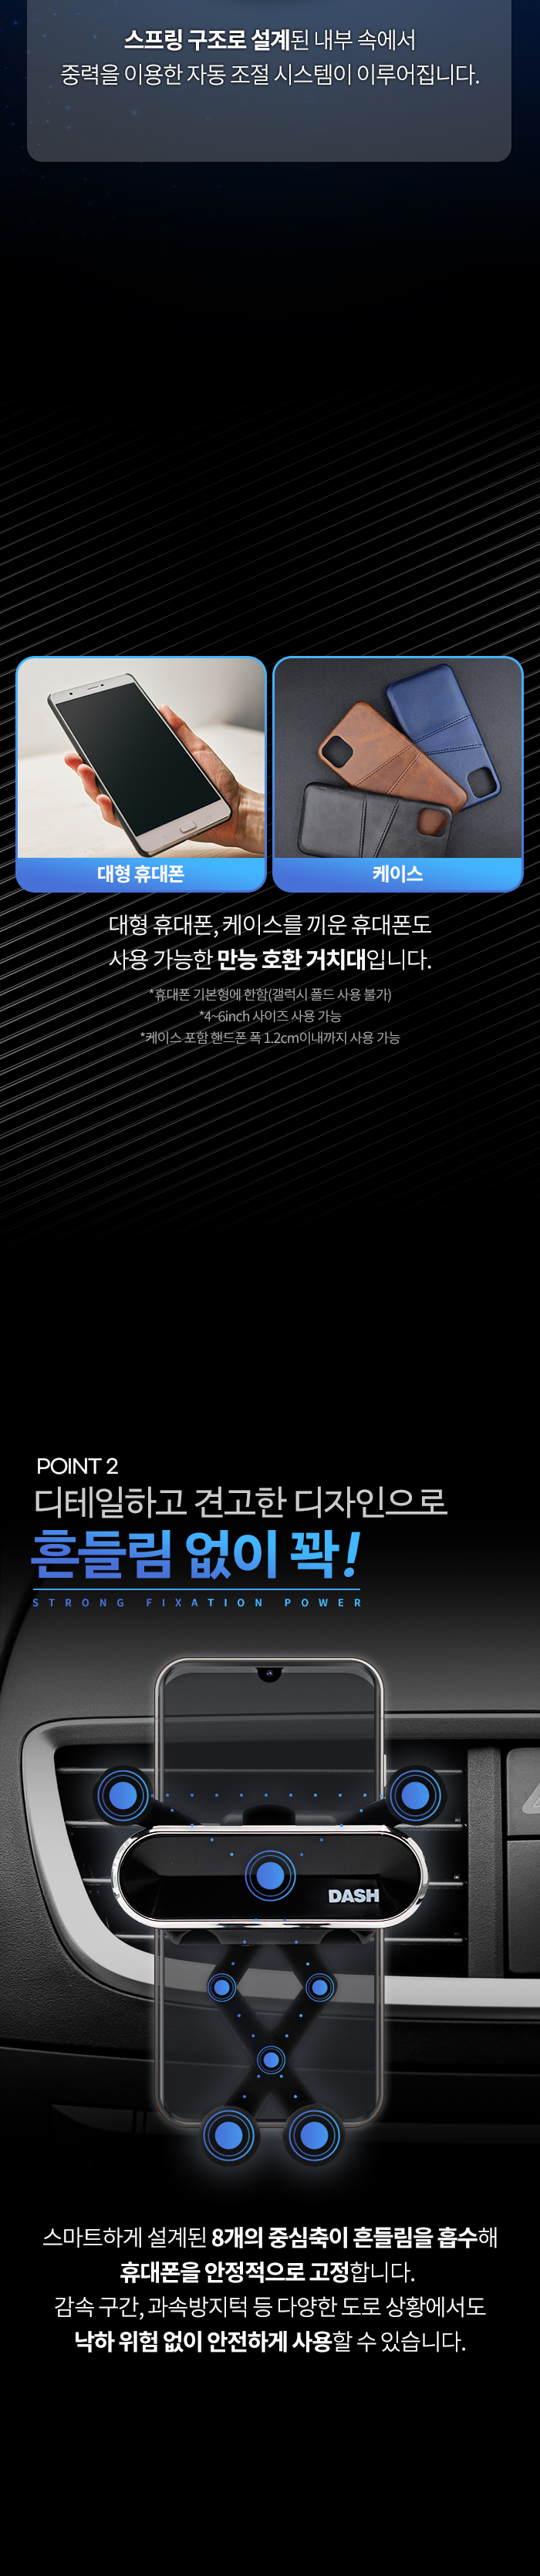 스프링 구조로 설계된 내부 속에서
중력을 이용한 자동 조절 시스템이 이루어집니다.
대형 휴대폰
케이스
대형 휴대폰, 케이스를 끼운 휴대폰도
사용 가능한 만능 호환 거치대입니다.
*휴대폰 기본형에 한함(갤럭시 폴드 사용 불가)
*4~6inch 사이즈 사용 가능
*케이스 포함 핸드폰 폭 1.2cm이내까지 사용 가능
POINT 2
디테일하고 견고한 디자인으로
흔들림 없이 꽉!
STRONG FIXATION POWER
DASH
스마트하게 설계된 8개의 중심축이 흔들림을 흡수해
휴대폰을 안정적으로 고정합니다.
감속 구간, 과속방지턱 등 다양한 도로 상황에서도
낙하 위험 없이 안전하게 사용할 수 있습니다.